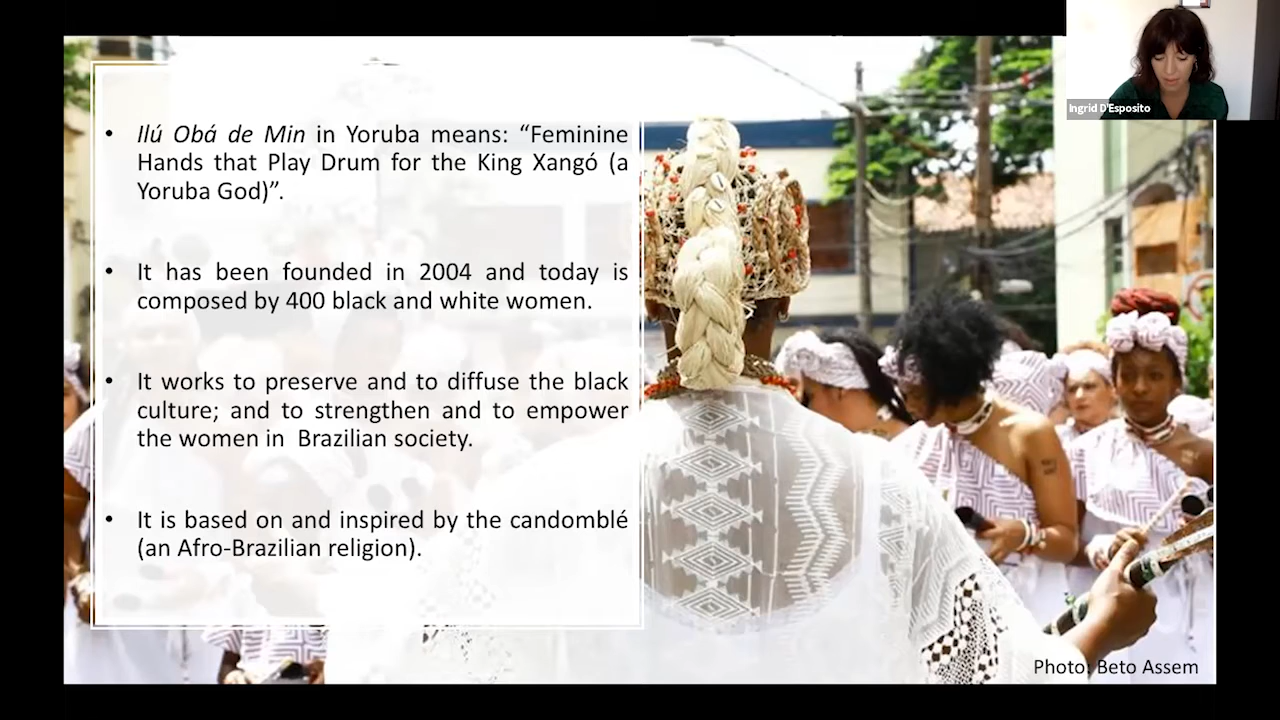 Ingrid D'Esposito
• Ilú Obá de Min in Yoruba means: “Feminine
Hands that Play Drum for the King Xangó (a
Yoruba God)”.
• It has been founded in 2004 and today is
composed by 400 black and white women.
• It works to preserve and to diffuse the black
culture; and to strengthen and to empower
the women in Brazilian society.
• It is based on and inspired by the candomblé
(an Afro-Brazilian religion).
Photo: Beto Assem